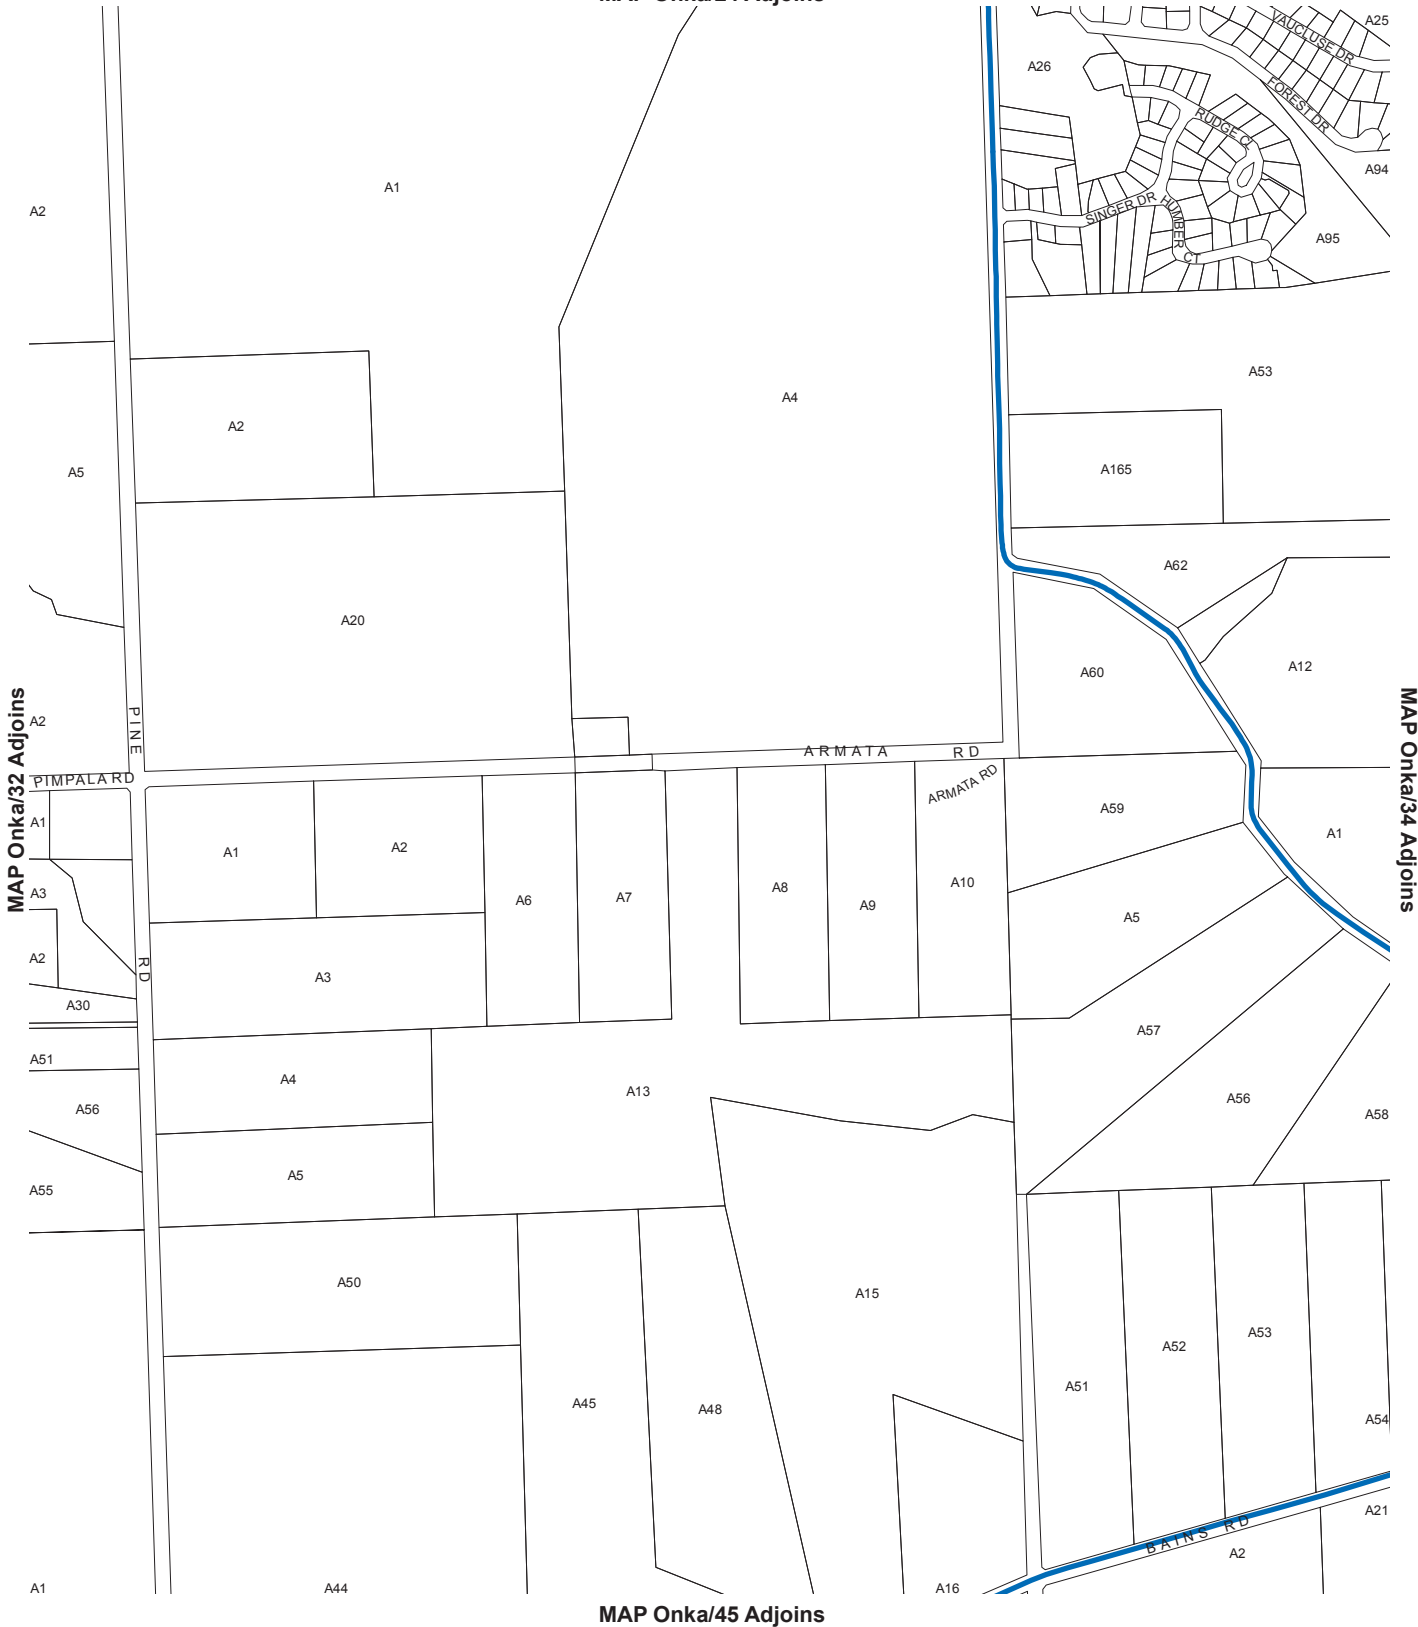 MAP Onka/24 Adjoins
VAUCLUSE DR
A25
A26
FOREST DR
RUDGE CL
A94
A1
A2
SINGER DR
HUMBER
CT
A95
A53
A4
A2
A165
A5
A62
A20
A60
A12
MAP Onka/32 Adjoins
MAP Onka/34 Adjoins
A2
PINE
ARMATA RD
PIMPALA RD
ARMATA RD
A59
A1
A1
A1
A2
A3
A6
A7
A8
A9
A10
A5
A2
RD
A3
A30
A57
A51
A4
A13
A56
A56
A58
A5
A55
A50
A15
A52
A53
A51
A45
A48
A54
A21
BAINS RD
A2
A1
A44
A16
MAP Onka/45 Adjoins